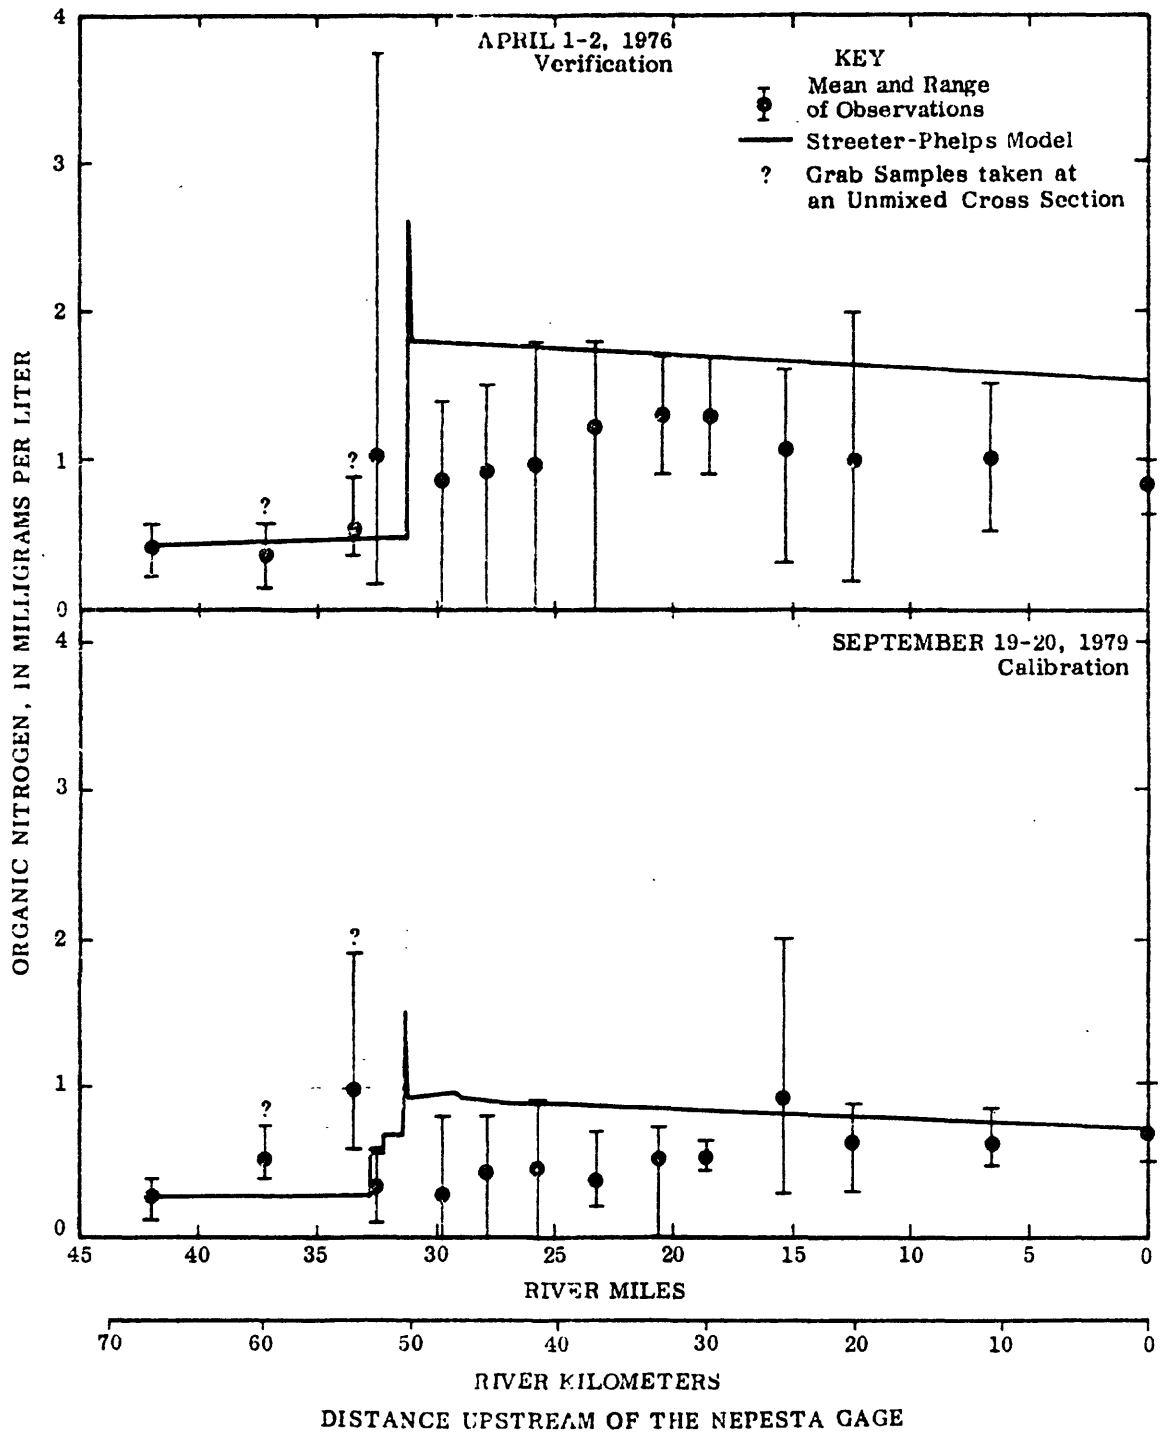 4
APRIL 1-2, 1976
Verification
KEY
Mean and Range
of Observations
Streeter-Phelps Model
? Grab Samples taken at
an Unmixed Cross Section
3
2
1
0
?
?
ORGANIC NITROGEN, IN MILLIGRAMS PER LITER
4
SEPTEMBER 19-20, 1979
Calibration
3
2
1
0
?
?
45 40 35 30 25 20 15 10 5 0
RIVER MILES
70 60 50 40 30 20 10 0
RIVER KILOMETERS
DISTANCE UPSTREAM OF THE NEPESTA GAGE